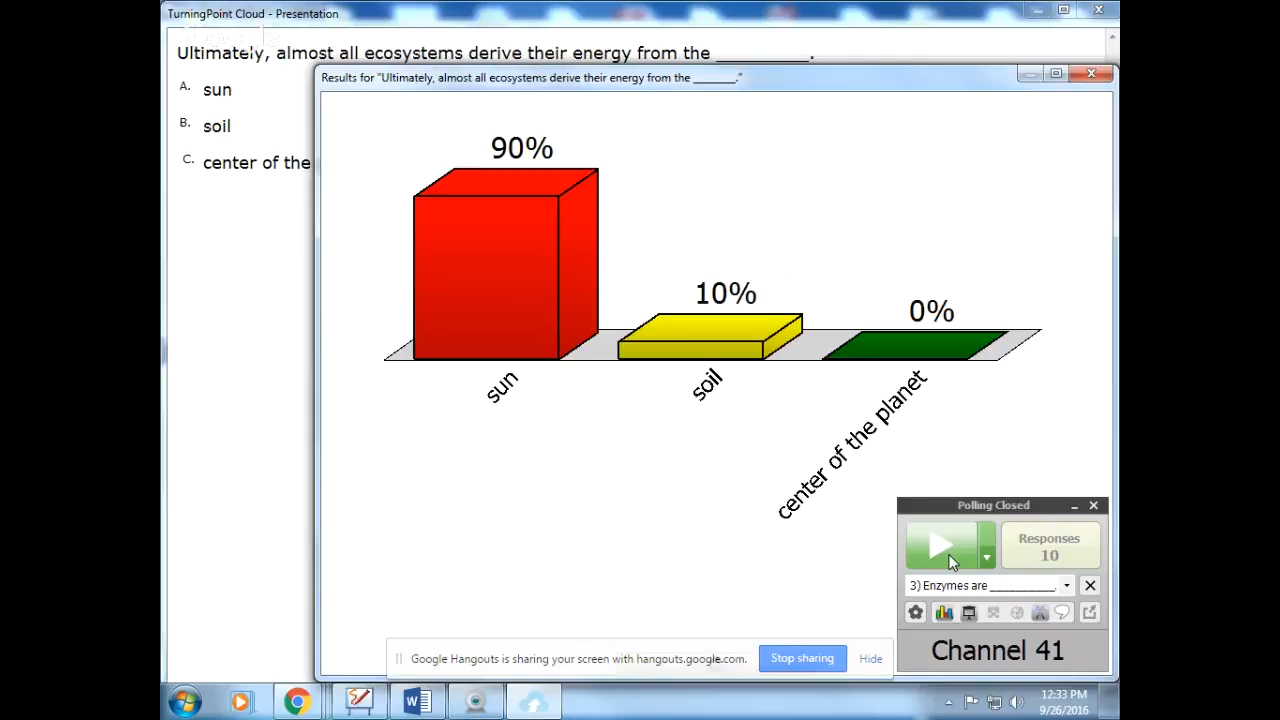 TurningPoint Cloud - Presentation
Ultimately, almost all ecosystems derive their energy from the _________.
A. sun
B. soil
C. center of the
Results for "Ultimately, almost all ecosystems derive their energy from the _______."
90%
10%
0%
sun
soil
center of the planet
Polling Closed
Responses
10
3) Enzymes are ___________.
Channel 41
Google Hangouts is sharing your screen with hangouts.google.com.
Stop sharing
Hide
12:33 PM
9/26/2016